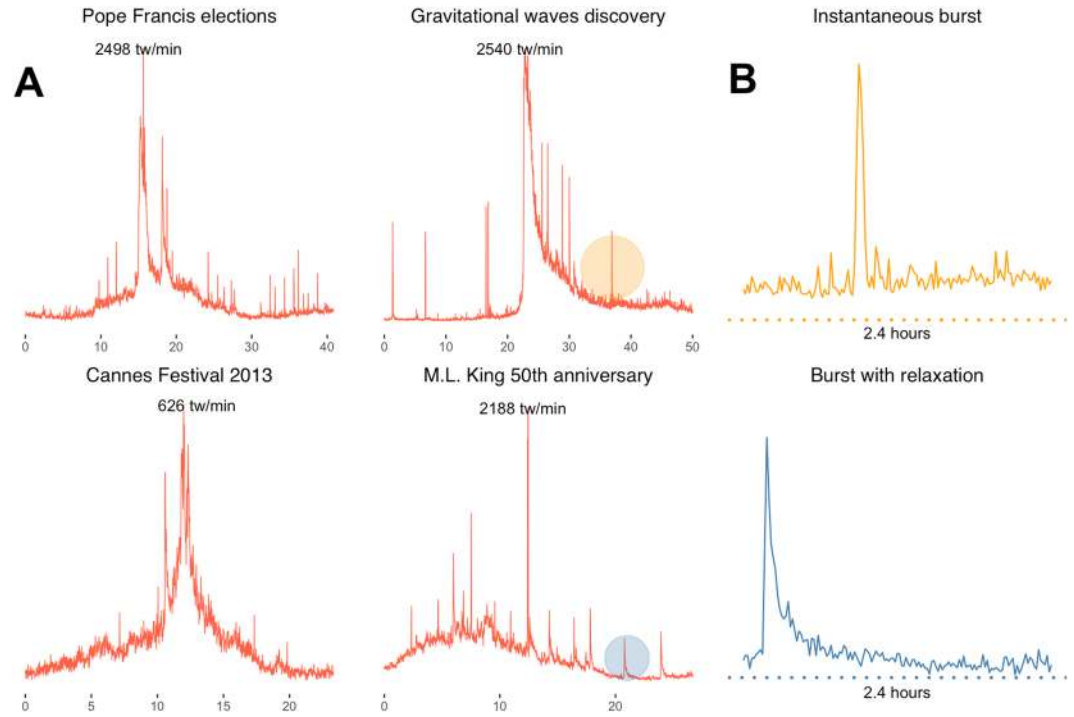 Pope Francis elections
Gravitational waves discovery
Instantaneous burst
2498 tw/min
2540 tw/min
A
B
2.4 hours
0 10 20 30 40
0 10 20 30 40 50
Cannes Festival 2013
M.L. King 50th anniversary
Burst with relaxation
626 tw/min
2188 tw/min
2.4 hours
0 5 10 15 20
0 10 20